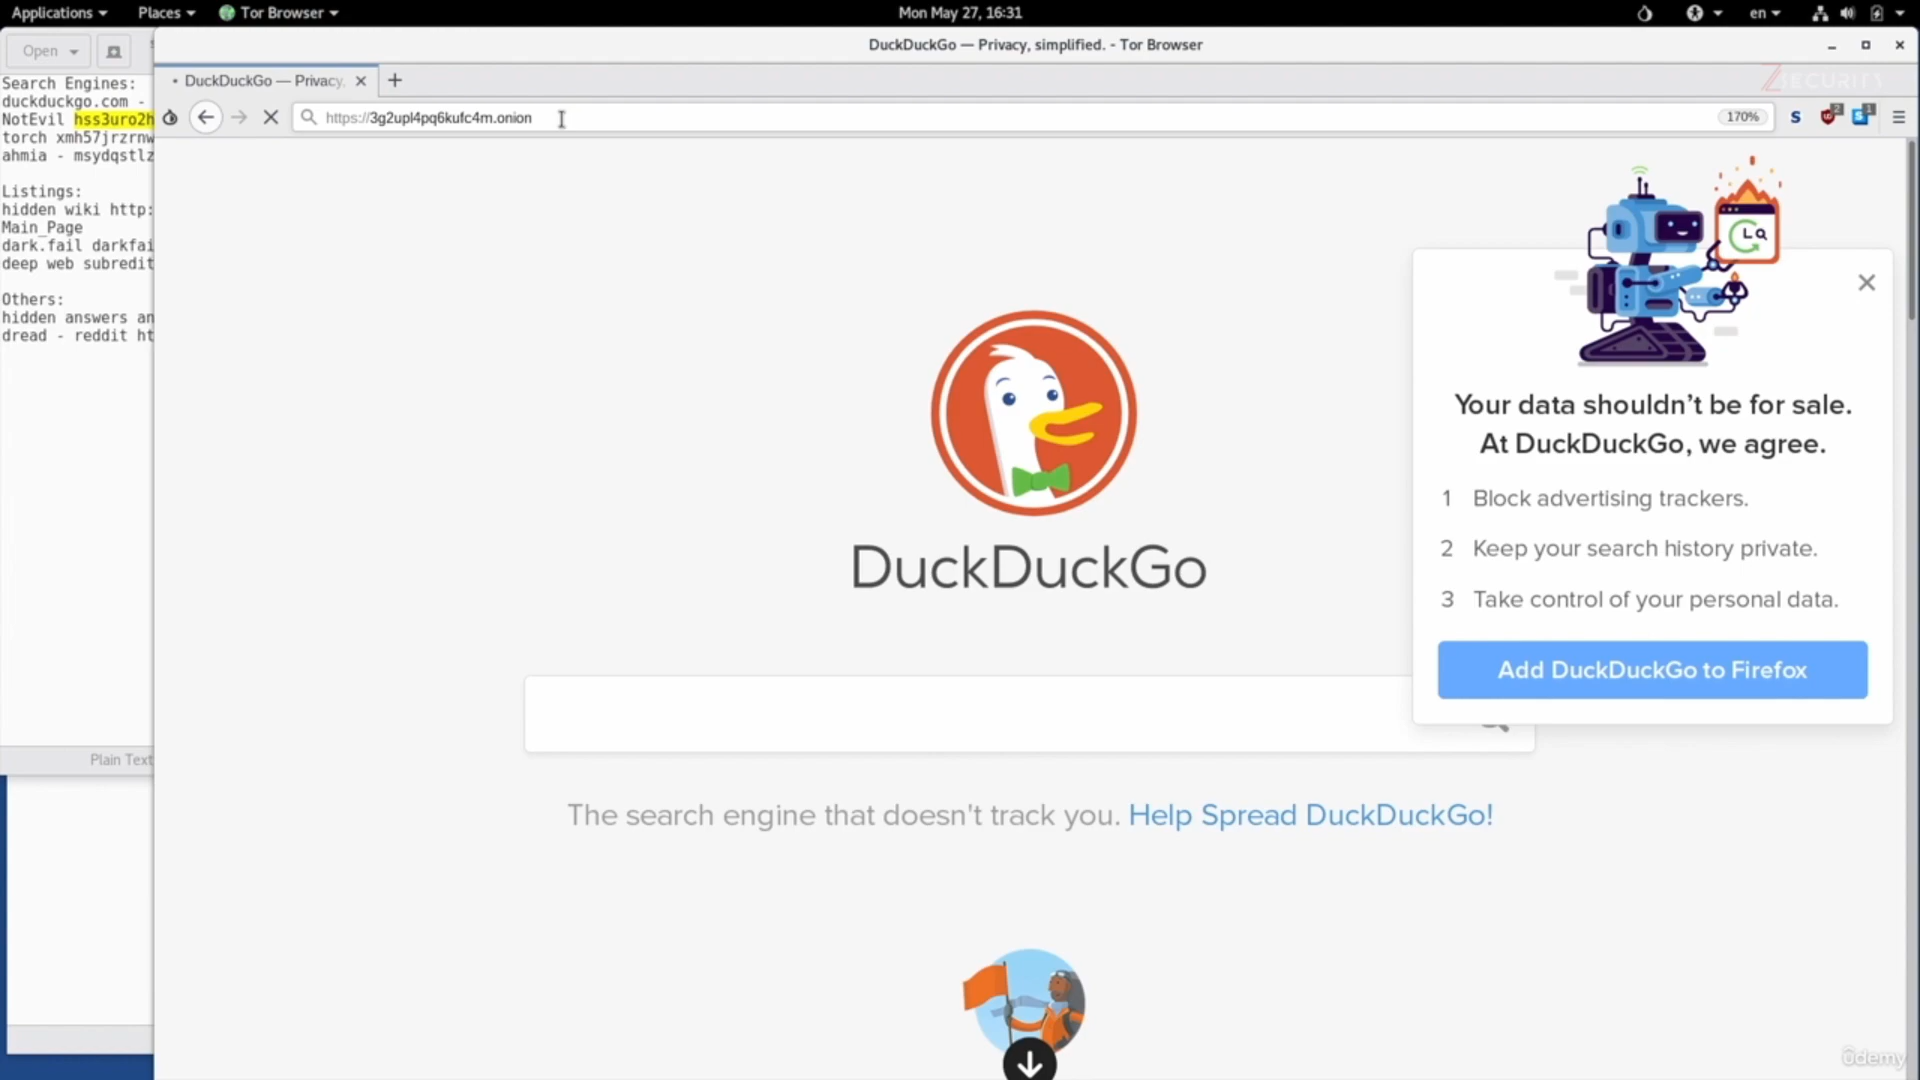 Applications Places Tor Browser Mon May 27, 16:31 en
Open
DuckDuckGo — Privacy, simplified. - Tor Browser
DuckDuckGo — Privacy,
SECURITY
https://3g2upl4pq6kufc4m.onion
170%
S
2
S
1
Search Engines:
duckduckgo.com -
NotEvil hss3uro2h
torch xmh57jrzrnw
ahmia - msydqstlz
Listings:
hidden wiki http:
Main_Page
dark.fail darkfai
deep web subredit
Others:
hidden answers an
dread - reddit ht
Plain Text
DuckDuckGo
Your data shouldn't be for sale.
At DuckDuckGo, we agree.
1 Block advertising trackers.
2 Keep your search history private.
3 Take control of your personal data.
Add DuckDuckGo to Firefox
The search engine that doesn't track you. Help Spread DuckDuckGo!
ûdemy